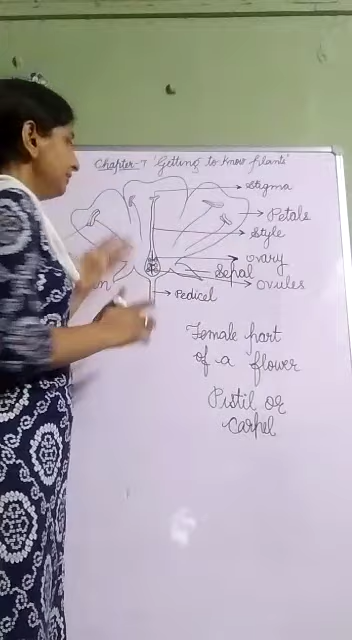 Chapter-7 'Getting to know plants'
Stigma
Petals
Style
ovary
Sepal
ovules
Pedicel
Female part
of a flower
Pistil or
Carpel